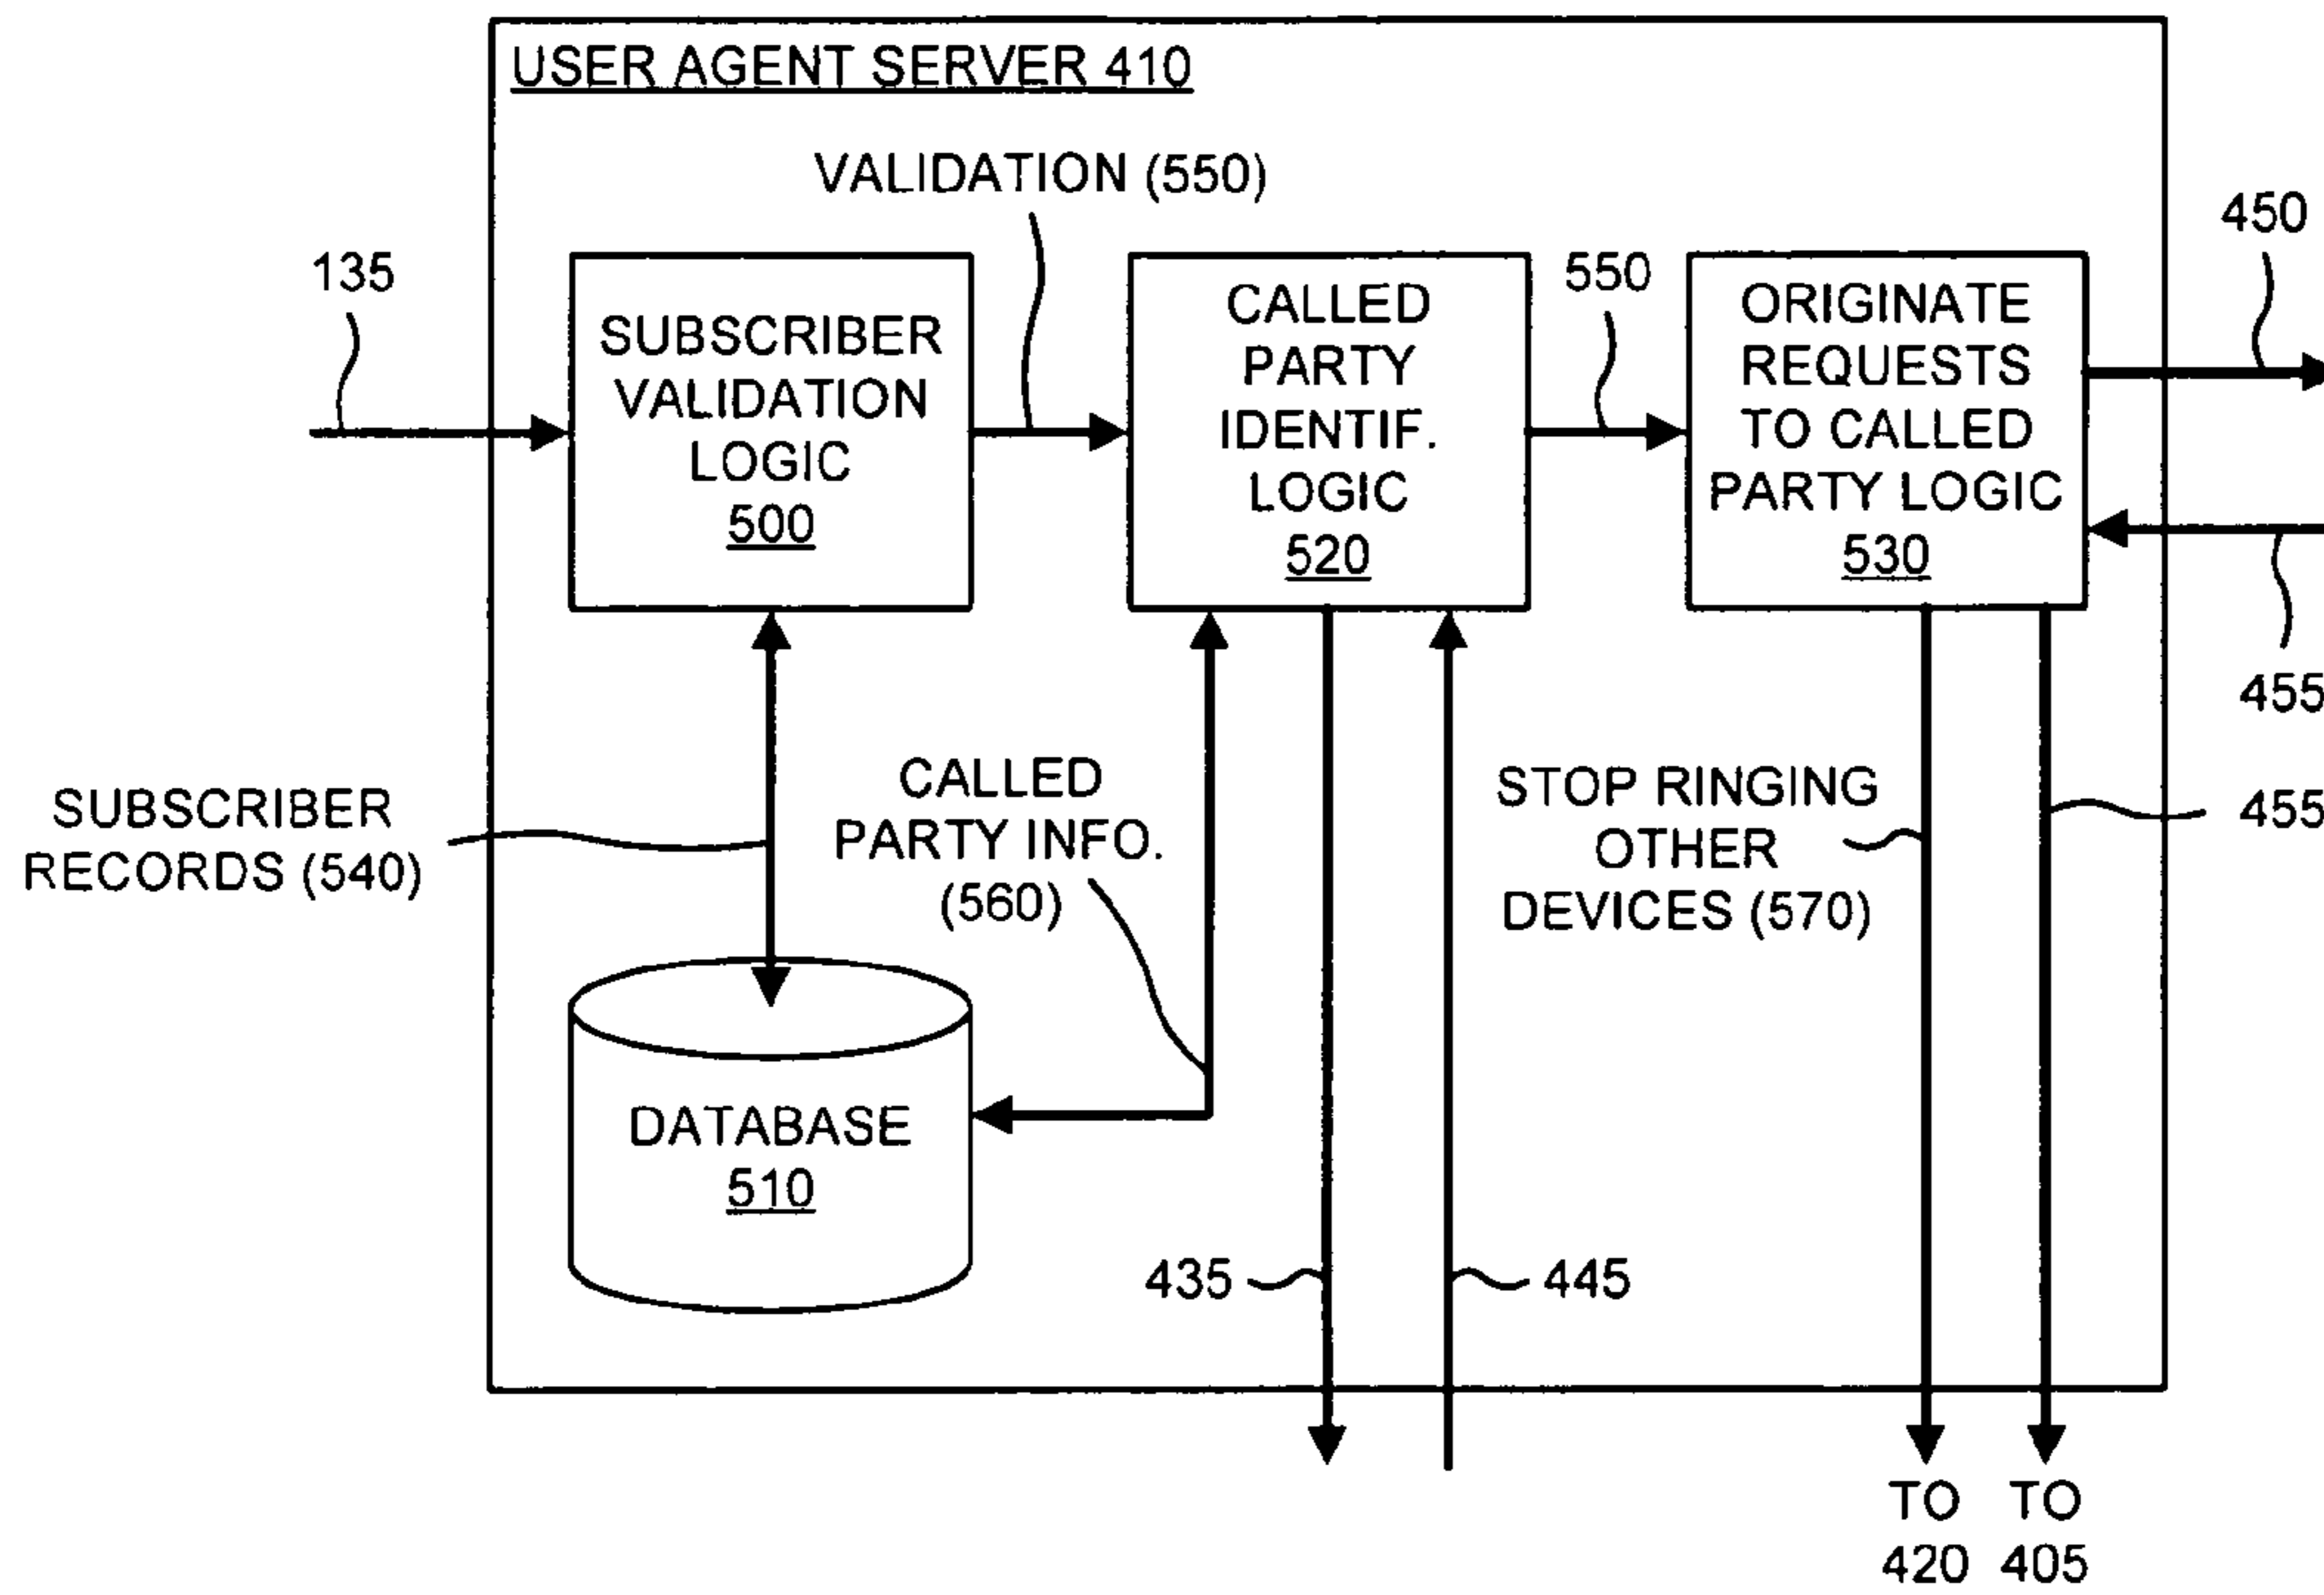 USER AGENT SERVER 410
VALIDATION (550)
135
SUBSCRIBER
VALIDATION
LOGIC
500
CALLED
PARTY
IDENTIF.
LOGIC
520
550
ORIGINATE
REQUESTS
TO CALLED
PARTY LOGIC
530
450
455
SUBSCRIBER
RECORDS (540)
CALLED
PARTY INFO.
(560)
STOP RINGING
OTHER
DEVICES (570)
455
DATABASE
510
435
445
TO
420
TO
405